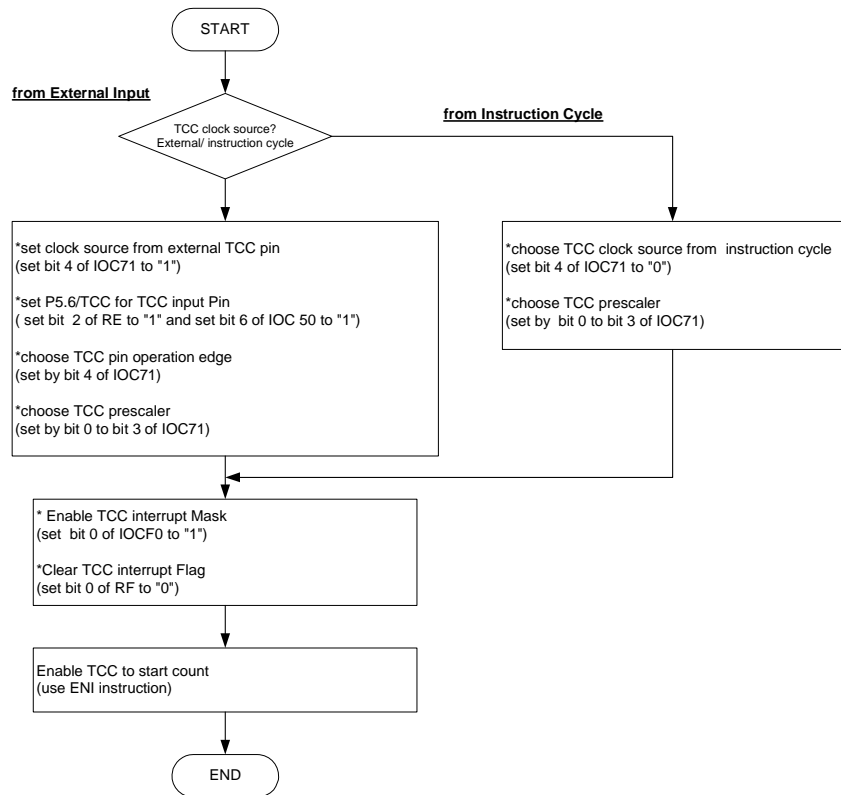 START
from External Input
TCC clock source?
External/ instruction cycle
from Instruction Cycle
*set clock source from external TCC pin
(set bit 4 of IOC71 to "1")
*set P5.6/TCC for TCC input Pin
( set bit  2 of RE to "1" and set bit 6 of IOC 50 to "1")
*choose TCC pin operation edge
(set by bit 4 of IOC71)
*choose TCC prescaler
(set by bit 0 to bit 3 of IOC71)
*choose TCC clock source from  instruction cycle
(set bit 4 of IOC71 to "0")
*choose TCC prescaler
(set by  bit 0 to bit 3 of IOC71)
* Enable TCC interrupt Mask
(set  bit 0 of IOCF0 to "1")
*Clear TCC interrupt Flag
(set bit 0 of RF to "0")
Enable TCC to start count
(use ENI instruction)
END